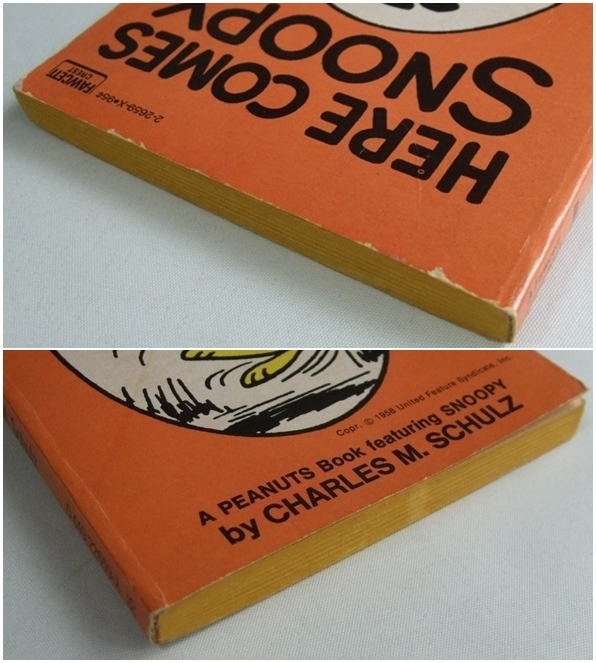 HERE COMES
SNOOPY
FAWCETT
CREST
2-2659-X•95¢
Copr. © 1958 United Feature Syndicate, Inc.
A PEANUTS Book featuring SNOOPY
by CHARLES M. SCHULZ